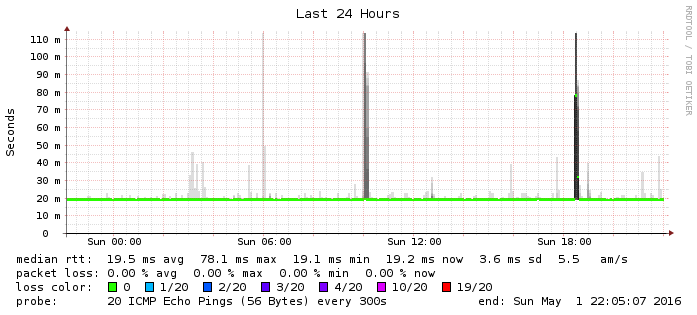 Last 24 Hours
RRDTOOL / TOBI OETIKER
Seconds
110 m
100 m
90 m
80 m
70 m
60 m
50 m
40 m
30 m
20 m
10 m
0
Sun 00:00 Sun 06:00 Sun 12:00 Sun 18:00
median rtt: 19.5 ms avg 78.1 ms max 19.1 ms min 19.2 ms now 3.6 ms sd 5.5 am/s
packet loss: 0.00 % avg 0.00 % max 0.00 % min 0.00 % now
loss color: 0 1/20 2/20 3/20 4/20 10/20 19/20
probe: 20 ICMP Echo Pings (56 Bytes) every 300s end: Sun May 1 22:05:07 2016